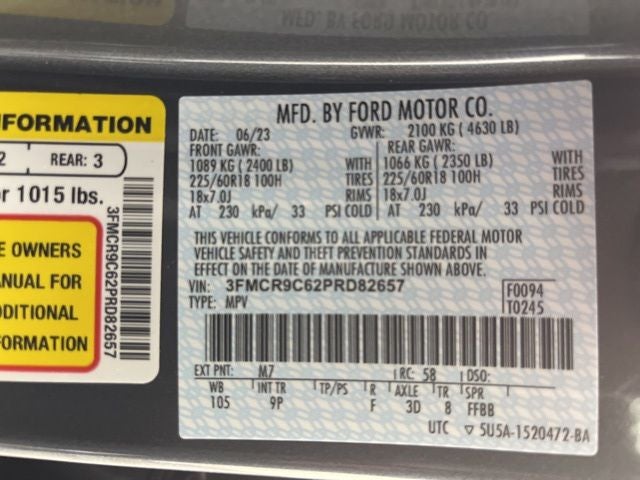 MFD. BY FORD MOTOR CO.
DATE: 06/23 GVWR: 2100 KG ( 4630 LB)
FRONT GAWR: REAR GAWR:
1089 KG ( 2400 LB) WITH 1066 KG ( 2350 LB) WITH
225/60R18 100H TIRES 225/60R18 100H TIRES
18x7.0J RIMS 18x7.0J RIMS
AT 230 kPa/ 33 PSI COLD AT 230 kPa/ 33 PSI COLD
THIS VEHICLE CONFORMS TO ALL APPLICABLE FEDERAL MOTOR
VEHICLE SAFETY AND THEFT PREVENTION STANDARDS IN
EFFECT ON THE DATE OF MANUFACTURE SHOWN ABOVE.
VIN: 3FMCR9C62PRD82657
TYPE: MPV
F0094
T0245
EXT PNT: M7 RC: 58 DSO:
WB INT TR TP/PS R AXLE TR SPR
105 9P F 3D 8 FFBB
UTC ▽ 5U5A-1520472-BA
FORMATION
2 REAR: 3
or 1015 lbs.
E OWNERS
ANUAL FOR
DDITIONAL
FORMATION
3FMCR9C62PRD82657